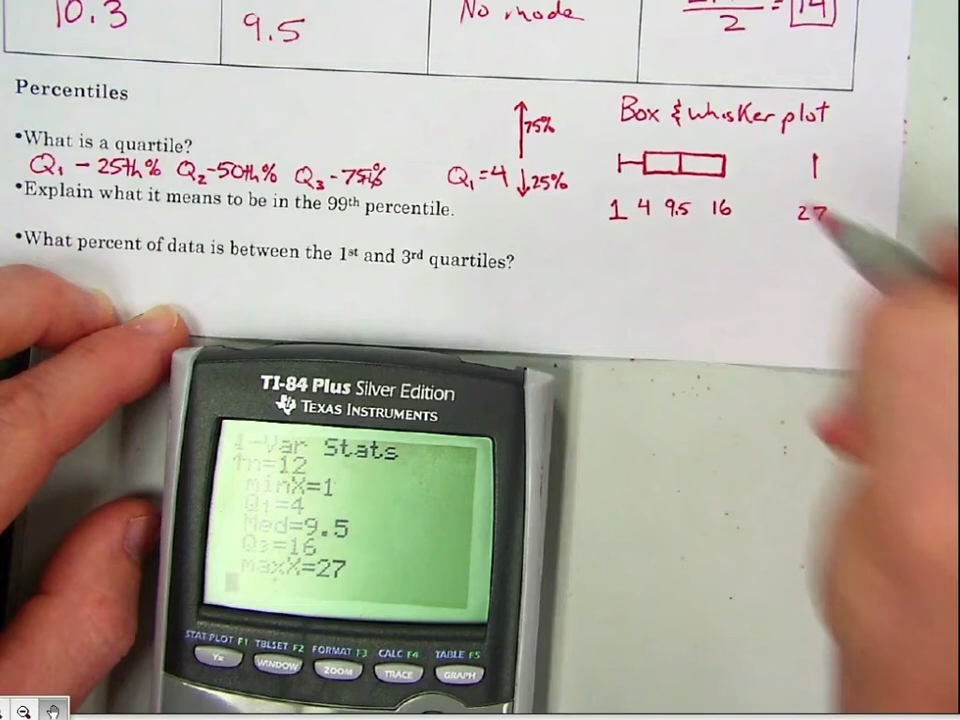 10.3
9.5
No mode
2 = 14
Percentiles
Box & whisker plot
75%
•What is a quartile?
Q1 - 25th% Q2 - 50th% Q3 - 75%
Q1 = 4 25%
1 4 9.5 16 27
•Explain what it means to be in the 99th percentile.
•What percent of data is between the 1st and 3rd quartiles?
TI-84 Plus Silver Edition
TEXAS INSTRUMENTS
1-Var Stats
↑n=12
minX=1
Q1=4
Med=9.5
Q3=16
maxX=27
STAT PLOT F1 TBLSET F2 FORMAT F3 CALC F4 TABLE F5
Y= WINDOW ZOOM TRACE GRAPH